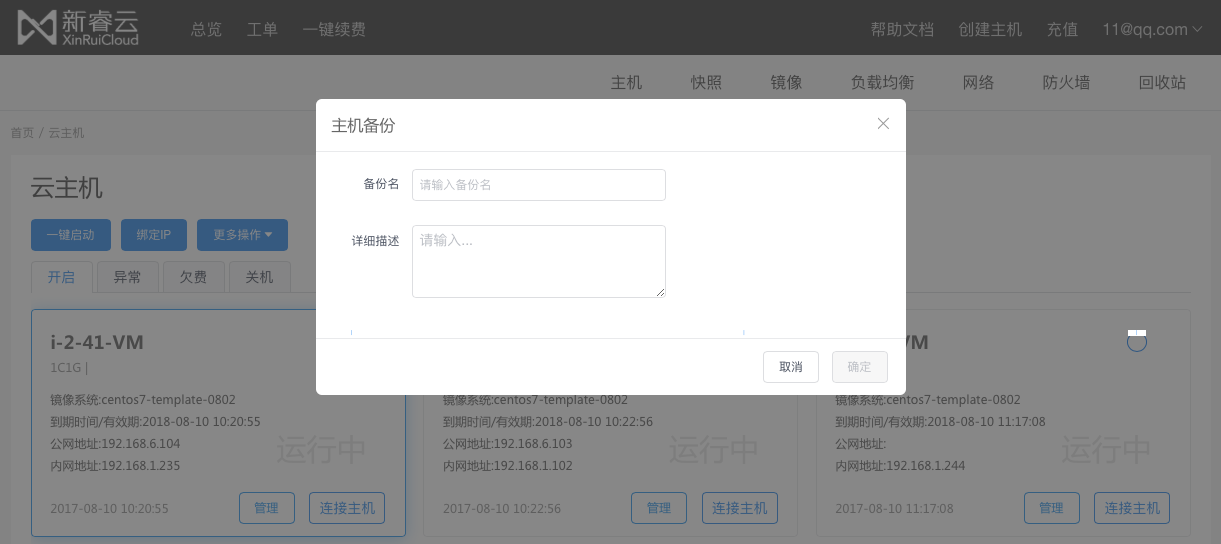 新睿云
XinRuiCloud
总览 工单 一键续费
帮助文档 创建主机 充值 11@qq.com
主机 快照 镜像 负载均衡 网络 防火墙 回收站
首页 / 云主机
云主机
一键启动 绑定IP 更多操作
开启 异常 欠费 关机
主机备份
备份名 请输入备份名
详细描述 请输入...
取消 确定
i-2-41-VM
1C1G |
镜像系统:centos7-template-0802
到期时间/有效期:2018-08-10 10:20:55
公网地址:192.168.6.104
内网地址:192.168.1.235
运行中
2017-08-10 10:20:55 管理 连接主机
镜像系统:centos7-template-0802
到期时间/有效期:2018-08-10 10:22:56
公网地址:192.168.6.103
内网地址:192.168.1.102
运行中
2017-08-10 10:22:56 管理 连接主机
VM
镜像系统:centos7-template-0802
到期时间/有效期:2018-08-10 11:17:08
公网地址:
内网地址:192.168.1.244
运行中
2017-08-10 11:17:08 管理 连接主机